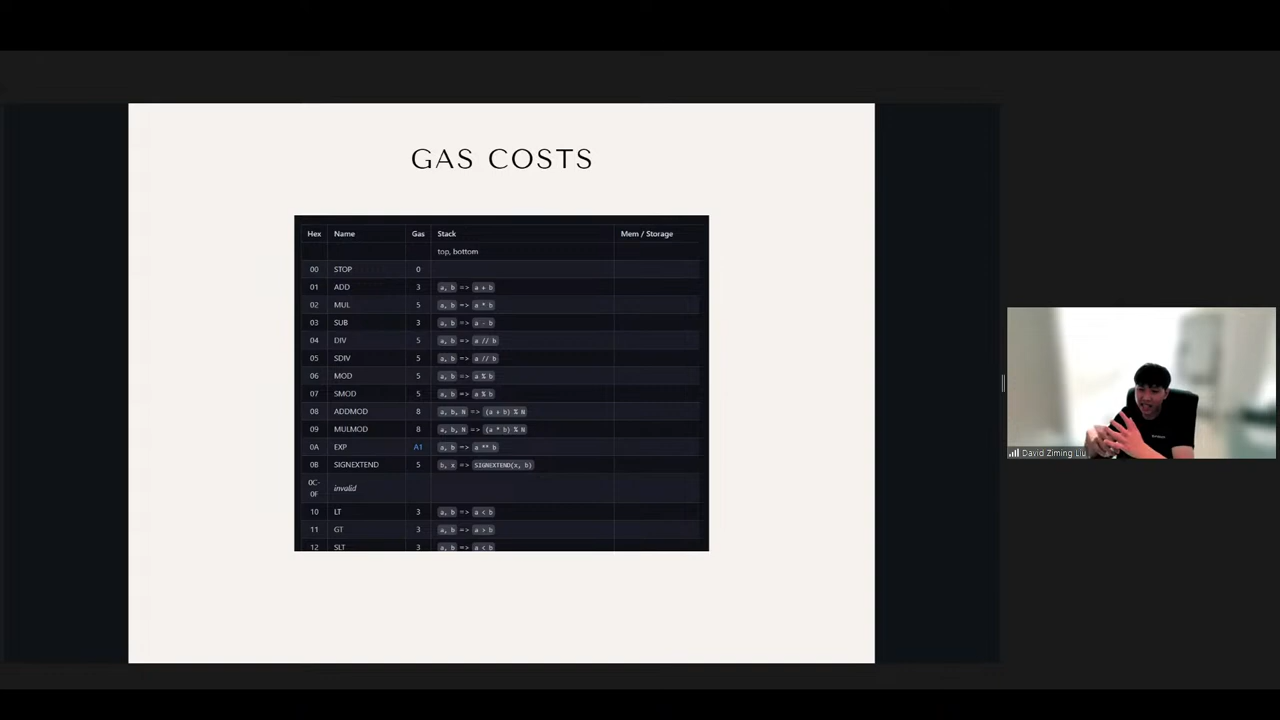 GAS COSTS
Hex Name Gas Stack Mem / Storage
top, bottom
00 STOP 0
01 ADD 3 a, b => a + b
02 MUL 5 a, b => a * b
03 SUB 3 a, b => a - b
04 DIV 5 a, b => a // b
05 SDIV 5 a, b => a // b
06 MOD 5 a, b => a % b
07 SMOD 5 a, b => a % b
08 ADDMOD 8 a, b, N => (a + b) % N
09 MULMOD 8 a, b, N => (a * b) % N
0A EXP A1 a, b => a ** b
0B SIGNEXTEND 5 b, x => SIGNEXTEND(x, b)
0C-
0F invalid
10 LT 3 a, b => a < b
11 GT 3 a, b => a > b
12 SLT 3 a, b => a < b
David Ziming Liu